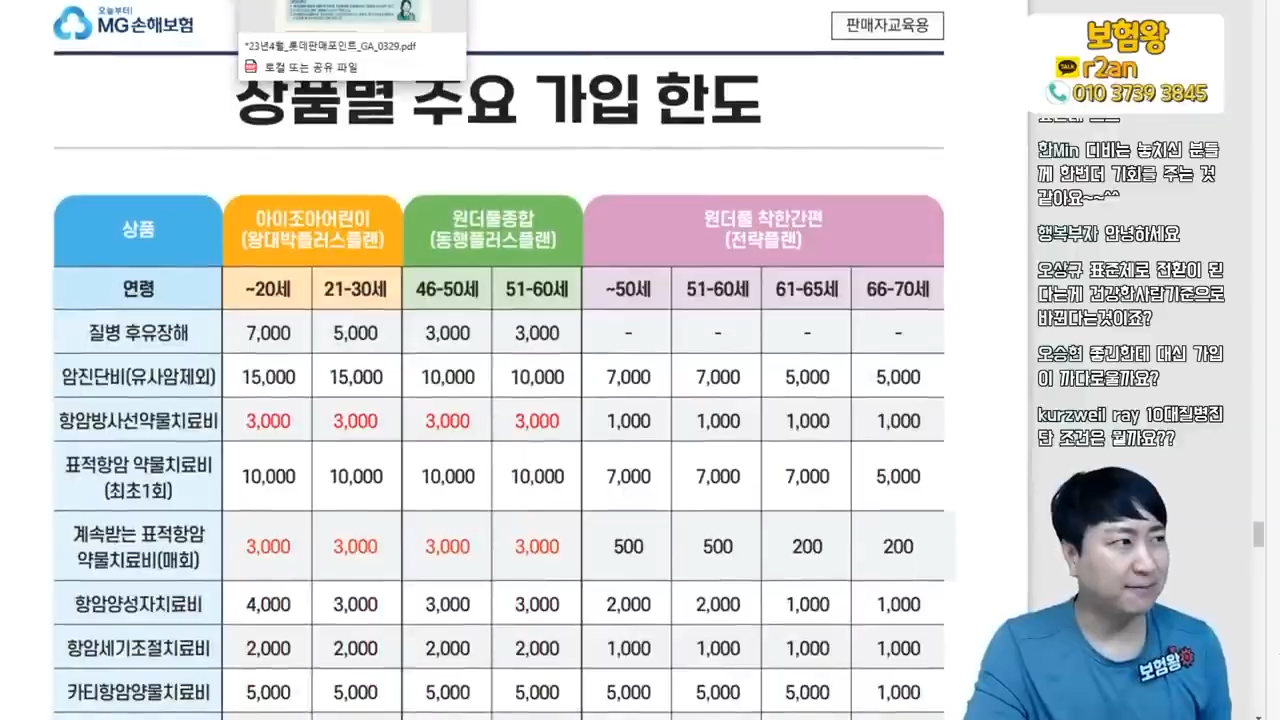 오늘부터!
MG 손해보험
*23년4월_롯데판매포인트_GA_0329.pdf
로컬 또는 공유 파일
판매자교육용
상품별 주요 가입 한도
상품 아이조아어린이 (왕대박플러스플랜) 원더풀종합 (동행플러스플랜) 원더풀 착한간편 (전략플랜)
연령 ~20세 21-30세 46-50세 51-60세 ~50세 51-60세 61-65세 66-70세
질병 후유장해 7,000 5,000 3,000 3,000 - - - -
암진단비(유사암제외) 15,000 15,000 10,000 10,000 7,000 7,000 5,000 5,000
항암방사선약물치료비 3,000 3,000 3,000 3,000 1,000 1,000 1,000 1,000
표적항암 약물치료비 (최초1회) 10,000 10,000 10,000 10,000 7,000 7,000 7,000 5,000
계속받는 표적항암 약물치료비(매회) 3,000 3,000 3,000 3,000 500 500 200 200
항암양성자치료비 4,000 3,000 3,000 3,000 2,000 2,000 1,000 1,000
항암세기조절치료비 2,000 2,000 2,000 2,000 1,000 1,000 1,000 1,000
카티항암약물치료비 5,000 5,000 5,000 5,000 5,000 5,000 5,000 1,000
보험왕
TALK r2an
010 3739 3845
한Min 디비는 놓치신 분들
께 한번더 기회를 주는 것
같아요~~^^
행복부자 안녕하세요
오상규 표준체로 전환이 된
다는게 건강한사람기준으로
바뀐다는것이죠?
오승현 중긴한데 대신 가입
이 까다로울까요?
kurzweil ray 10대질병진
단 조건은 뭘까요??
보험왕